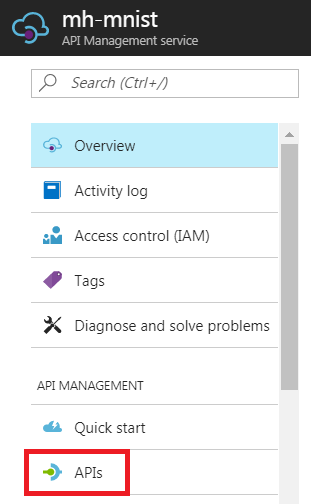 mh-mnist
API Management service
Search (Ctrl+/)
Overview
Activity log
Access control (IAM)
Tags
Diagnose and solve problems
API MANAGEMENT
Quick start
APIs